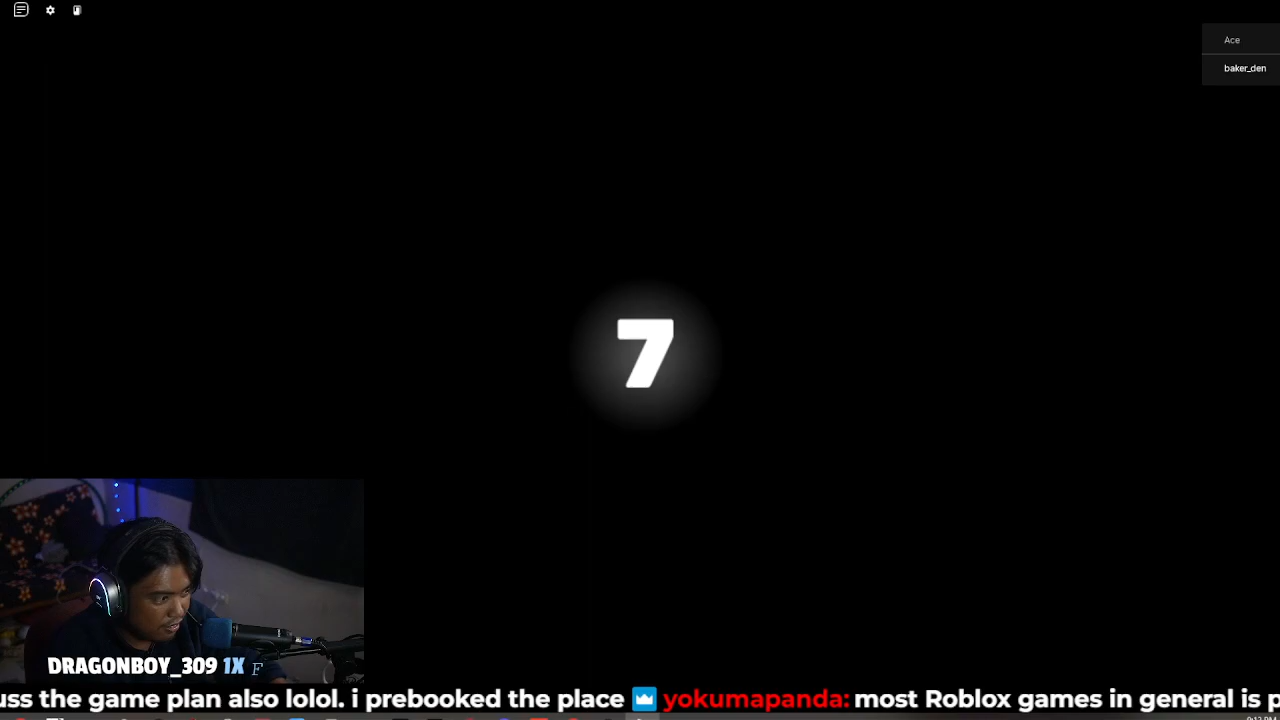 Ace
baker_den
7
DRAGONBOY_309 1X F
uss the game plan also lolol. i prebooked the place yokumapanda: most Roblox games in general is p